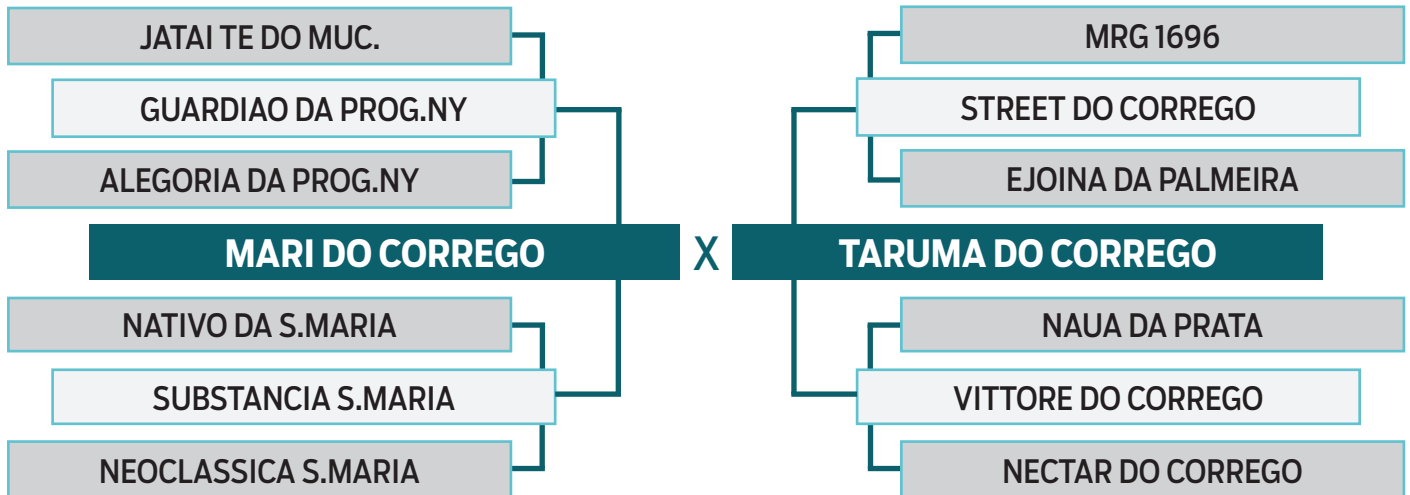 JATAI TE DO MUC.
GUARDIAO DA PROG.NY
ALEGORIA DA PROG.NY
MARI DO CORREGO
NATIVO DA S.MARIA
SUBSTANCIA S.MARIA
NEOCLASSICA S.MARIA
X
MRG 1696
STREET DO CORREGO
EJOINA DA PALMEIRA
TARUMA DO CORREGO
NAUA DA PRATA
VITTORE DO CORREGO
NECTAR DO CORREGO